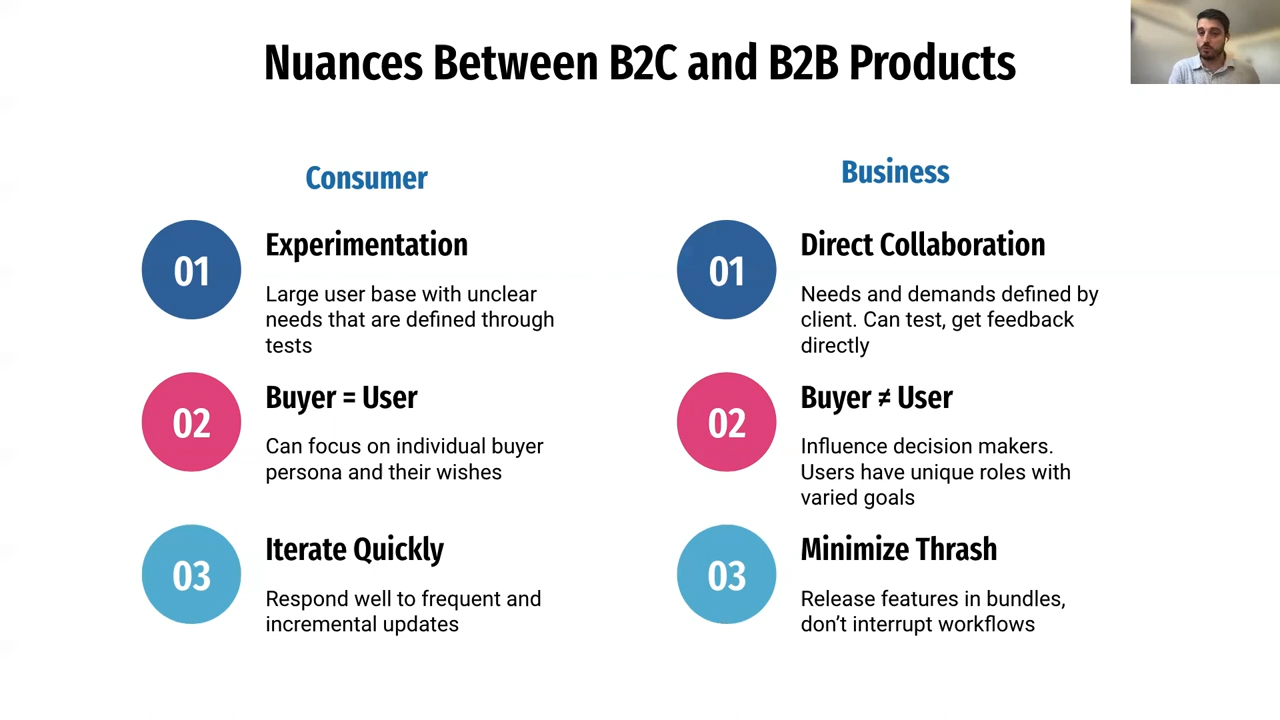 Nuances Between B2C and B2B Products
Consumer
01
Experimentation
Large user base with unclear
needs that are defined through
tests
02
Buyer = User
Can focus on individual buyer
persona and their wishes
03
Iterate Quickly
Respond well to frequent and
incremental updates
Business
01
Direct Collaboration
Needs and demands defined by
client. Can test, get feedback
directly
02
Buyer ≠ User
Influence decision makers.
Users have unique roles with
varied goals
03
Minimize Thrash
Release features in bundles,
don’t interrupt workflows